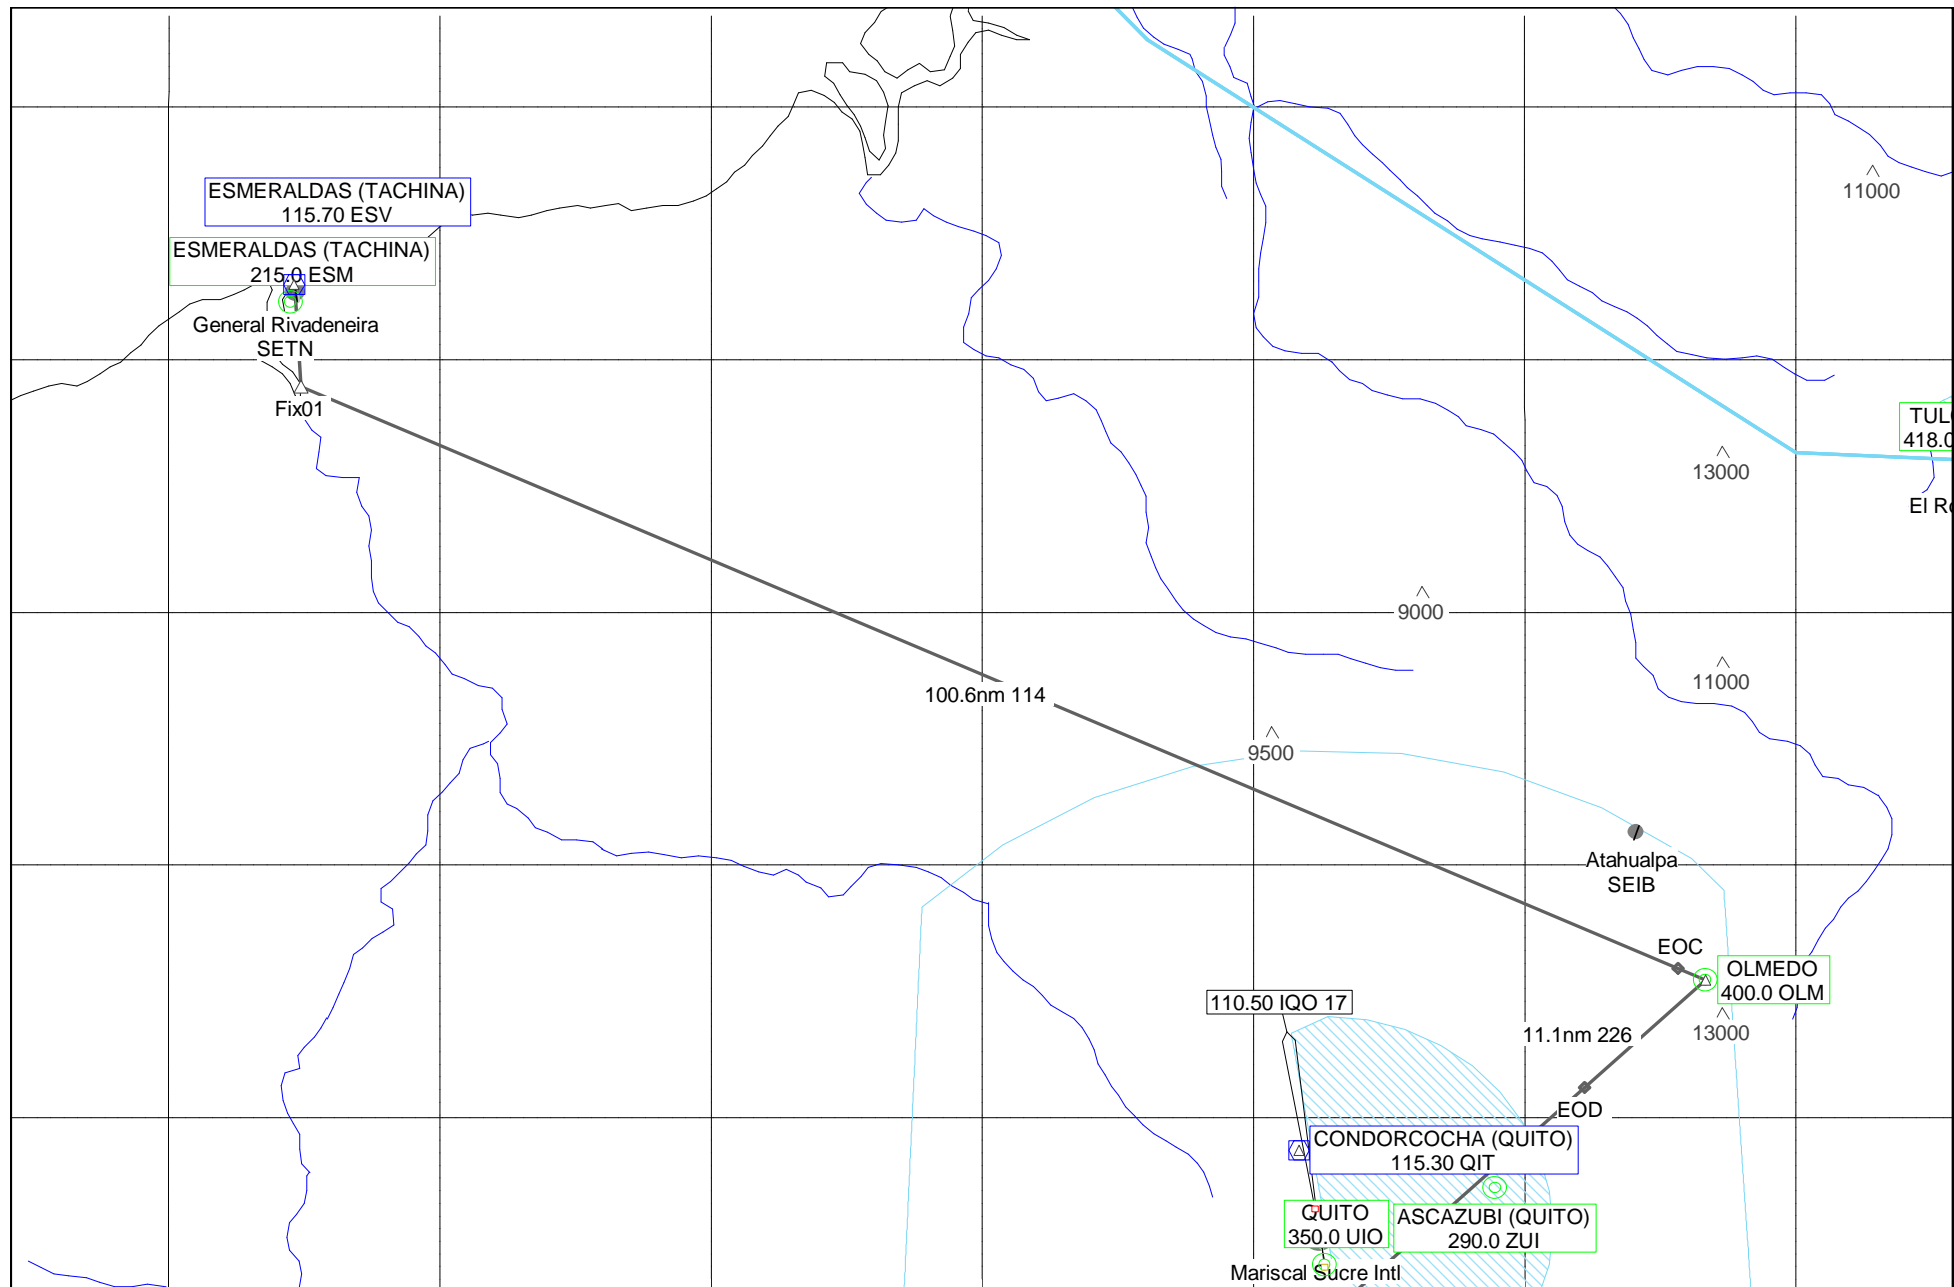 11000
ESMERALDAS (TACHINA)
115.70 ESV
ESMERALDAS (TACHINA)
215.0 ESM
General Rivadeneira
SETN
Fix01
418.0
13000
9000
11000
100.6nm 114
9500
Atahualpa
SEIB
EOC
OLMEDO
400.0 OLM
110.50 IQO 17
13000
11.1nm 226
EOD
CONDORCOCHA (QUITO)
115.30 QIT
QUITO
350.0 UIO
ASCAZUBI (QUITO)
290.0 ZUI
Mariscal Sucre Intl